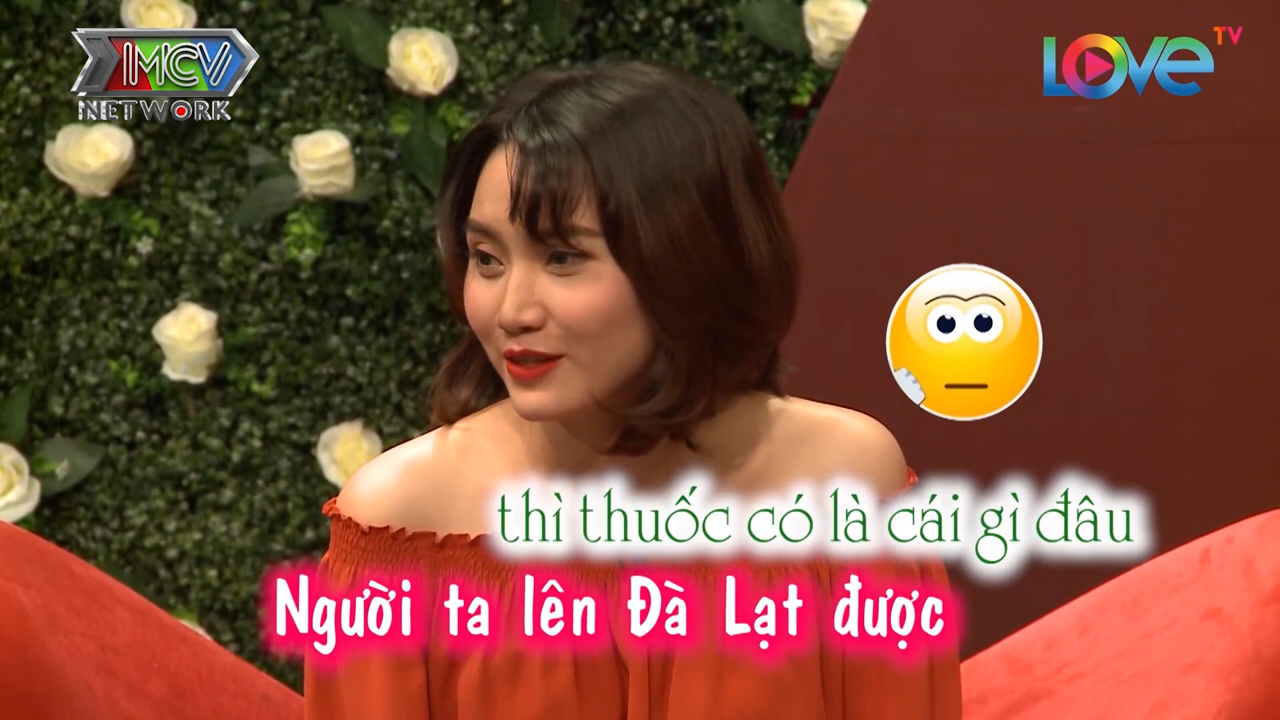 MCV
NETWORK
LOVE TV
thì thuốc có là cái gì đâu
Người ta lên Đà Lạt được